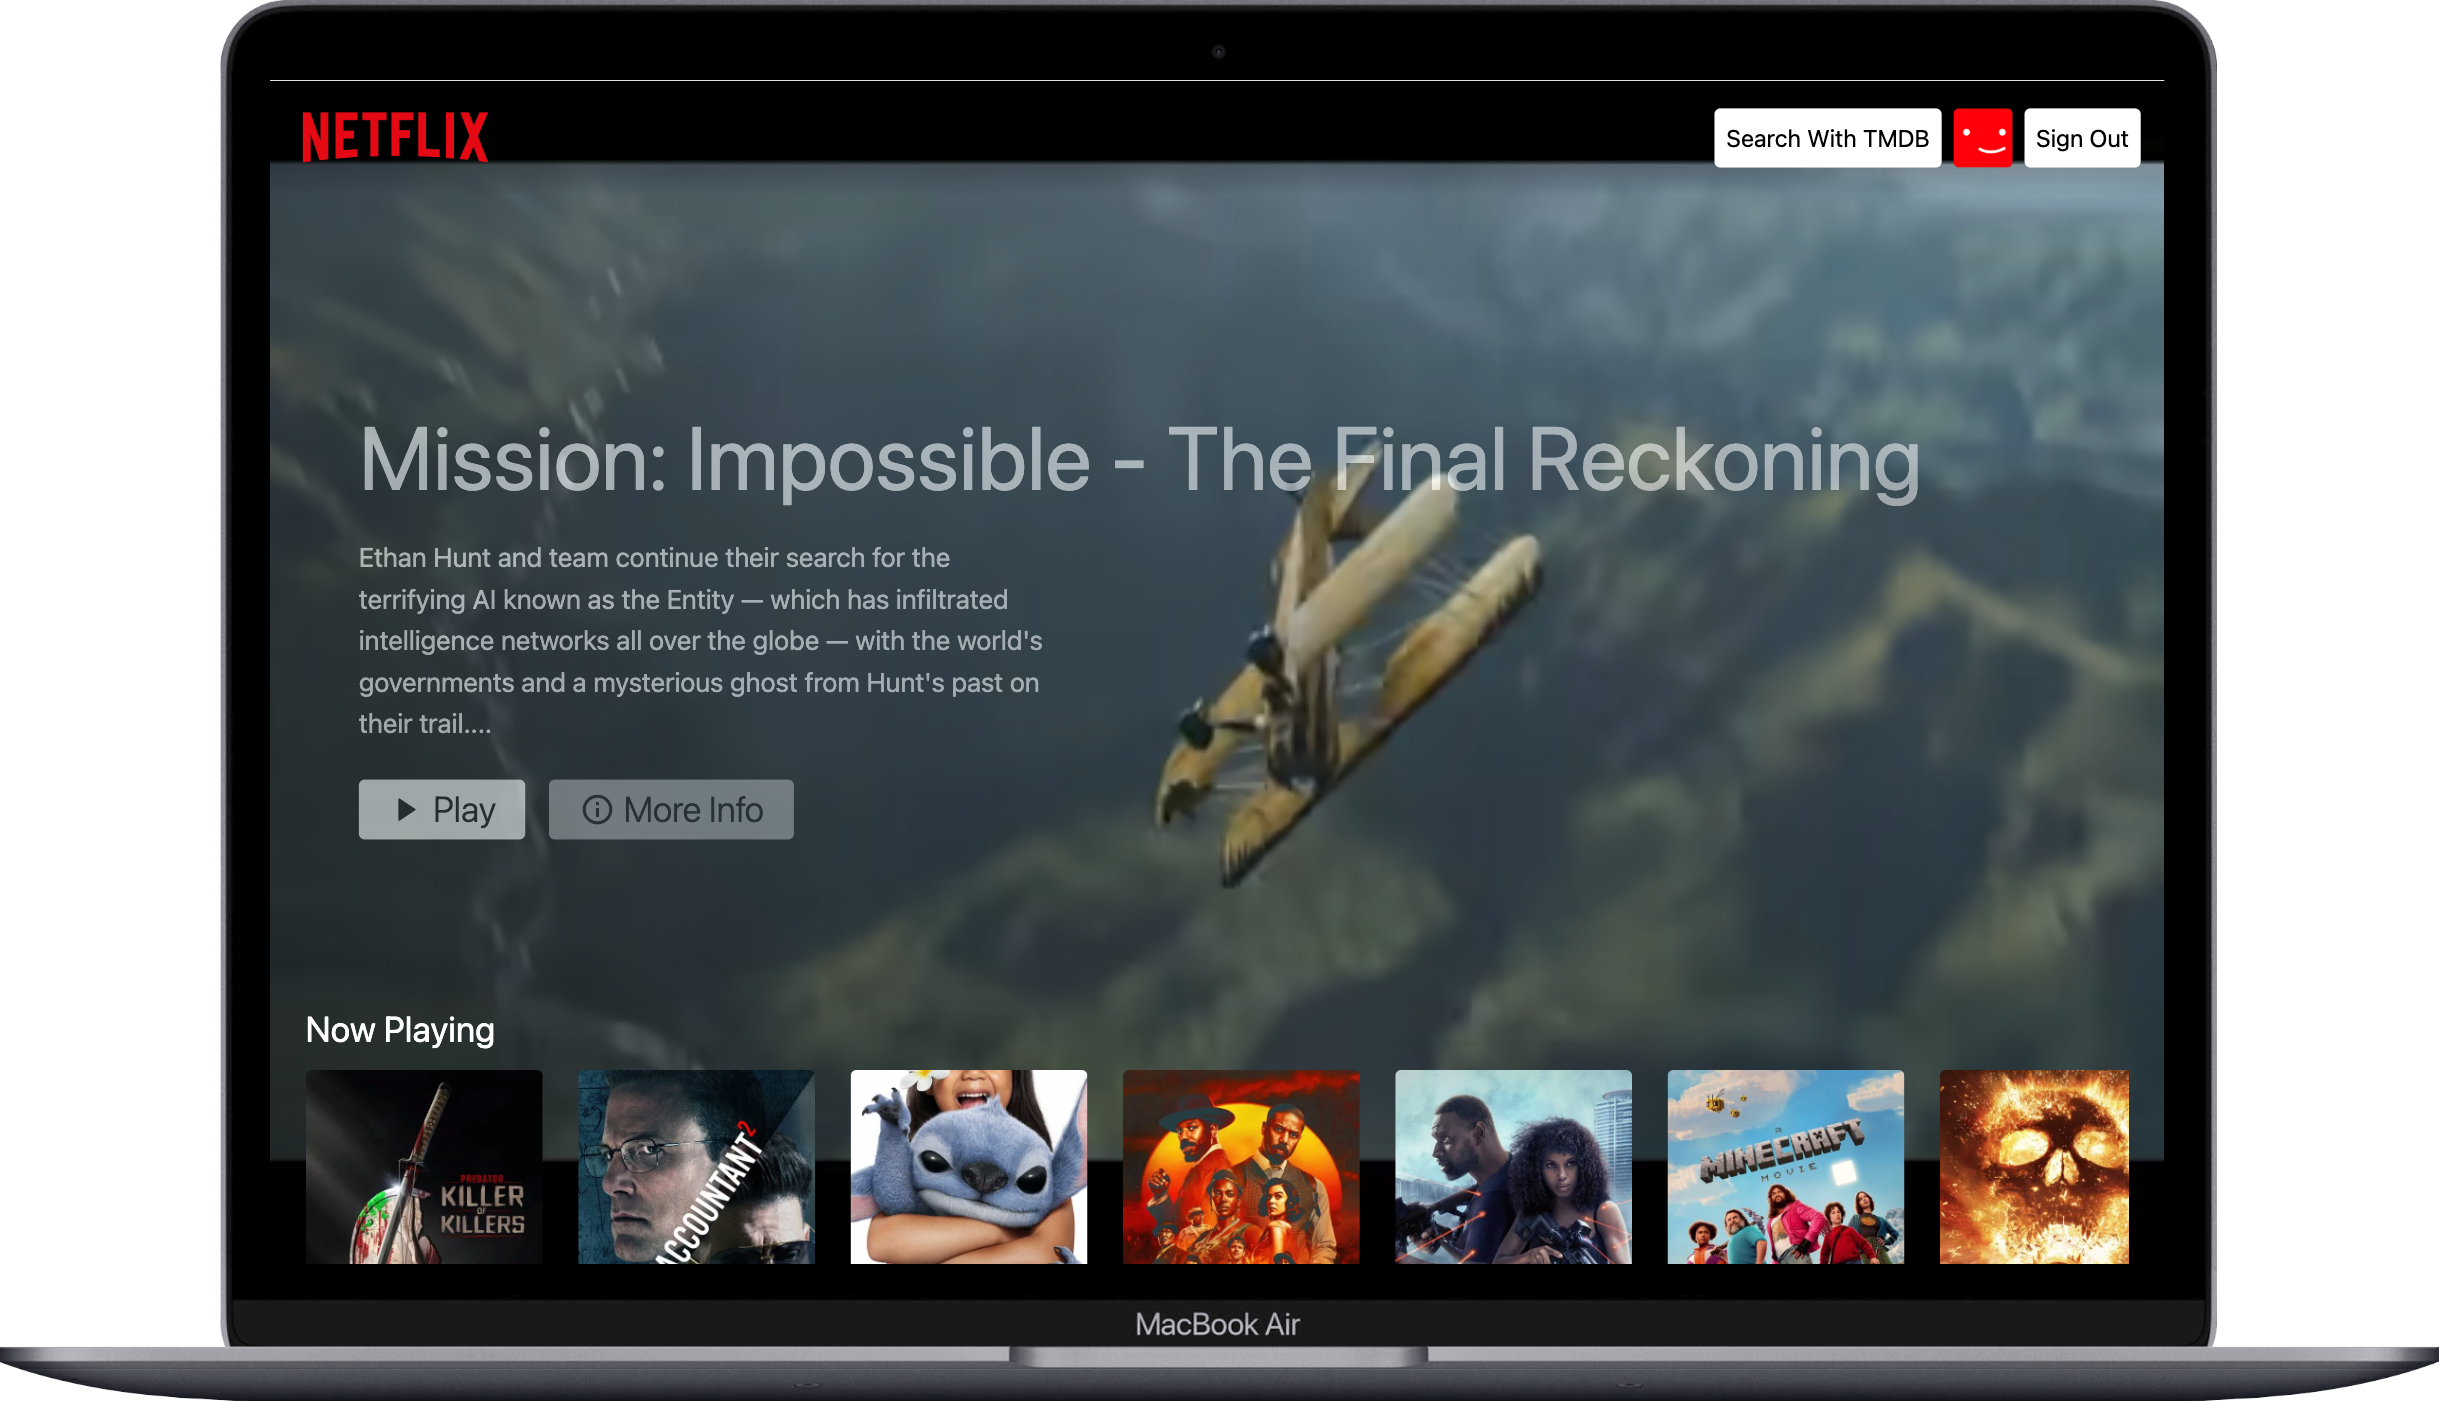 NETFLIX
Search With TMDB
Sign Out
Mission: Impossible - The Final Reckoning
Ethan Hunt and team continue their search for the
terrifying AI known as the Entity — which has infiltrated
intelligence networks all over the globe — with the world's
governments and a mysterious ghost from Hunt's past on
their trail....
Play
More Info
Now Playing
PREDATOR
KILLER
OF
KILLERS
ACCOUNTANT 2
A
MINECRAFT
MOVIE
MacBook Air